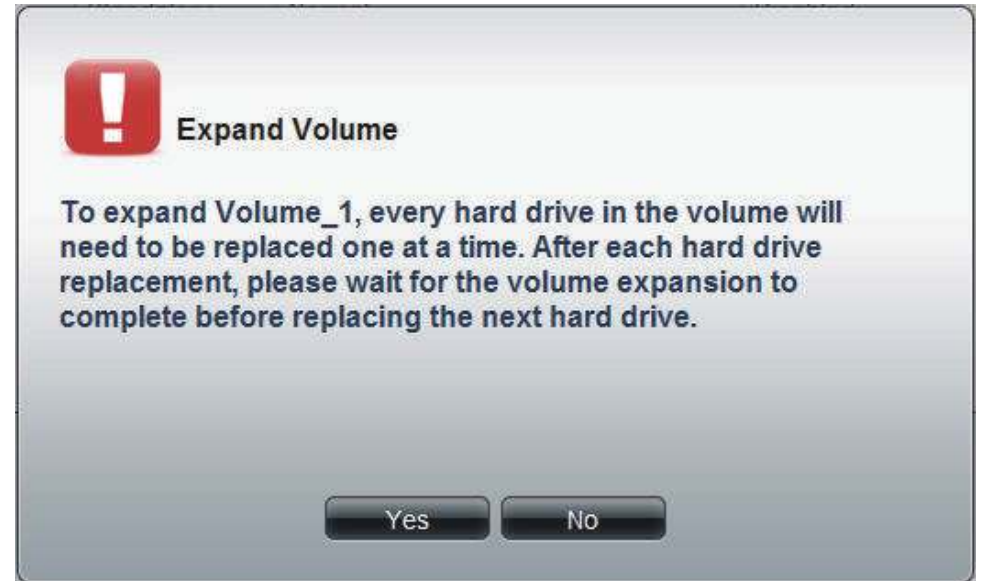 Expand Volume
To expand Volume_1, every hard drive in the volume will
need to be replaced one at a time. After each hard drive
replacement, please wait for the volume expansion to
complete before replacing the next hard drive.
Yes No